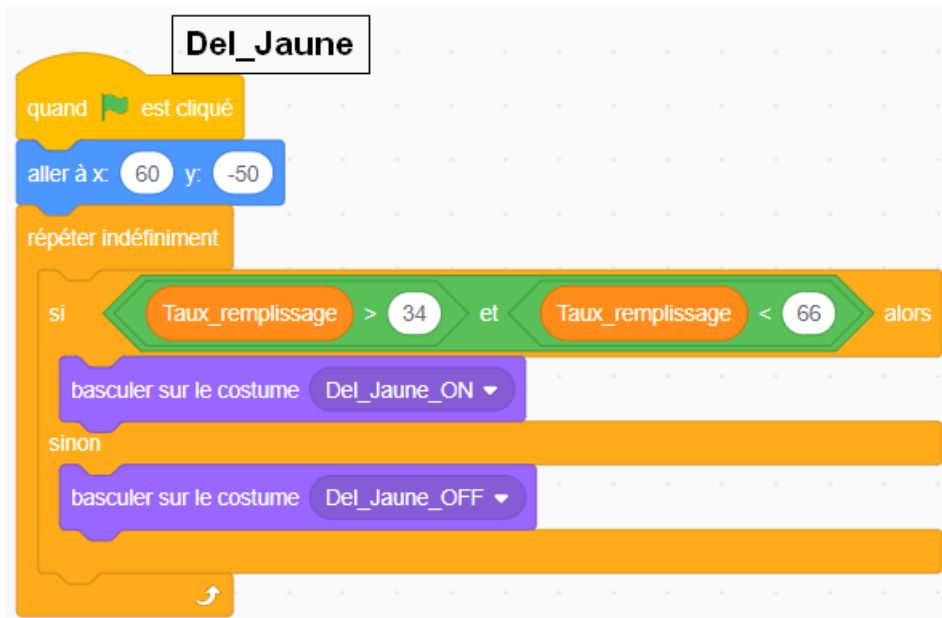 Del_Jaune
quand est cliqué
aller à x: 60 y: -50
répéter indéfiniment
si Taux_remplissage > 34 et Taux_remplissage < 66 alors
basculer sur le costume Del_Jaune_ON
sinon
basculer sur le costume Del_Jaune_OFF